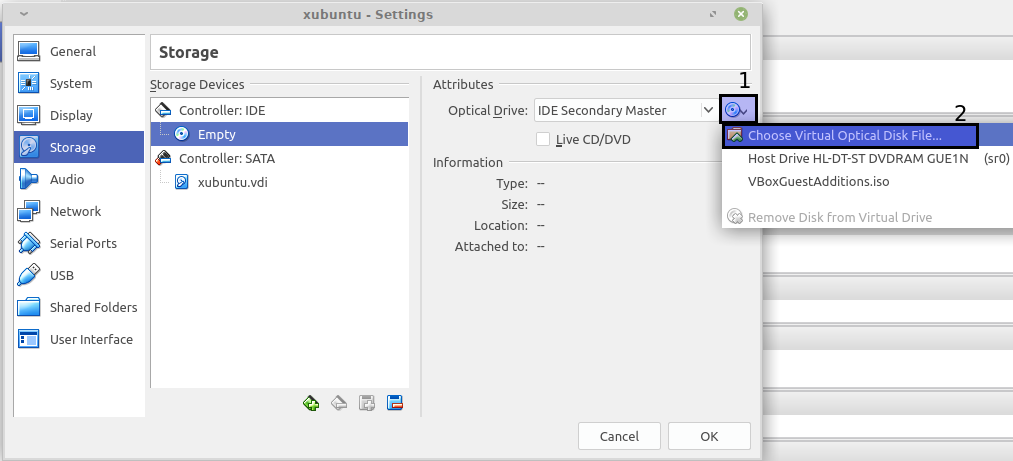 xubuntu - Settings
General
System
Display
Storage
Audio
Network
Serial Ports
USB
Shared Folders
User Interface
Storage
Storage Devices
Controller: IDE
Empty
Controller: SATA
xubuntu.vdi
Attributes
1
Optical Drive: IDE Secondary Master
Live CD/DVD
Information
Type: --
Size: --
Location: --
Attached to: --
2
Choose Virtual Optical Disk File...
Host Drive HL-DT-ST DVDRAM GUE1N (sr0)
VBoxGuestAdditions.iso
Remove Disk from Virtual Drive
Cancel
OK